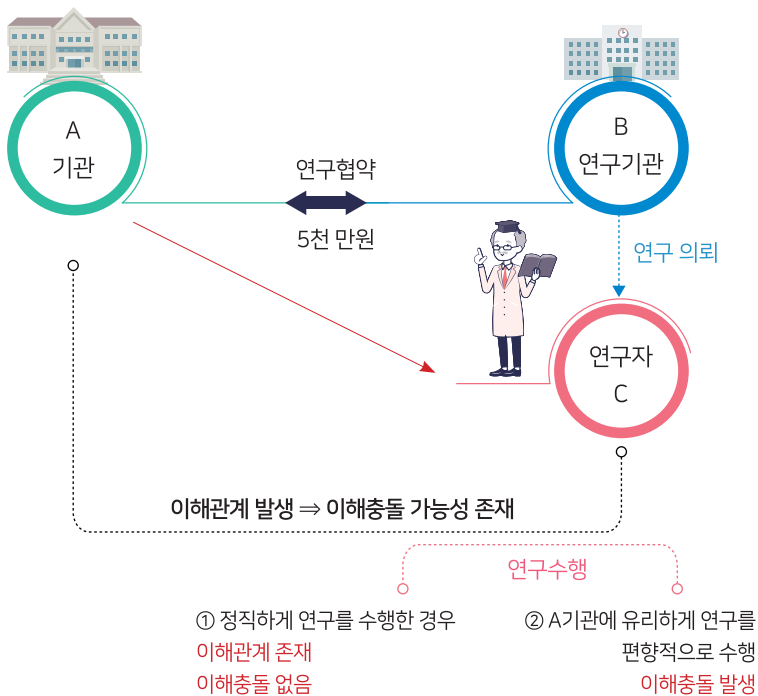 A
기관
B
연구기관
연구협약
5천 만원
연구 의뢰
연구자
C
이해관계 발생 ⇒ 이해충돌 가능성 존재
연구수행
① 정직하게 연구를 수행한 경우
이해관계 존재
이해충돌 없음
② A기관에 유리하게 연구를
편향적으로 수행
이해충돌 발생